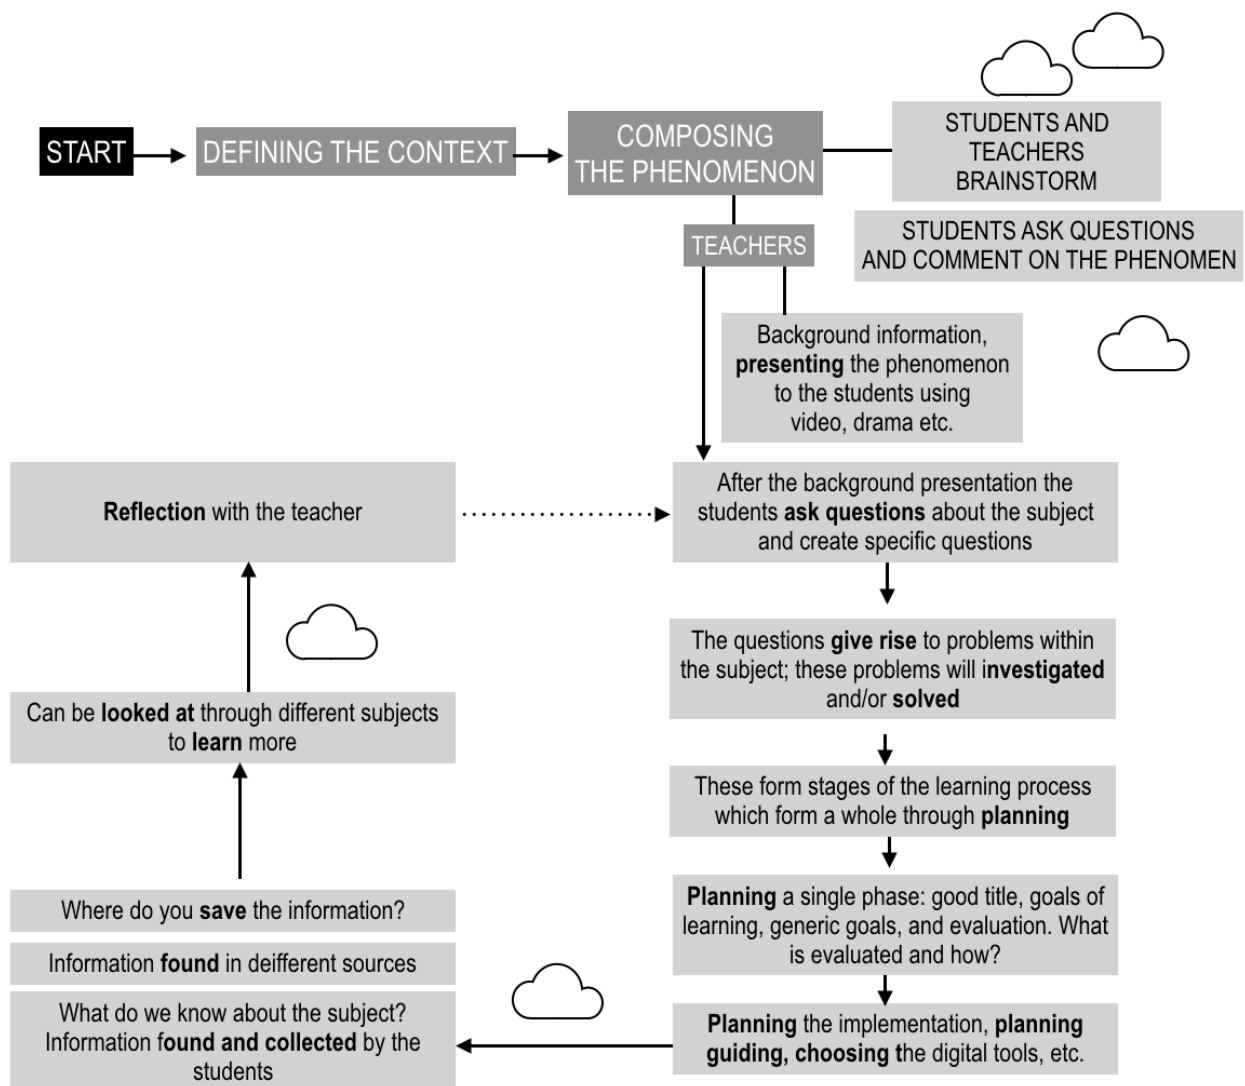 START
DEFINING THE CONTEXT
COMPOSING
THE PHENOMENON
STUDENTS AND
TEACHERS
BRAINSTORM
STUDENTS ASK QUESTIONS
AND COMMENT ON THE PHENOMEN
TEACHERS
Background information,
presenting the phenomenon
to the students using
video, drama etc.
After the background presentation the
students ask questions about the subject
and create specific questions
The questions give rise to problems within
the subject; these problems will investigated
and/or solved
These form stages of the learning process
which form a whole through planning
Planning a single phase: good title, goals of
learning, generic goals, and evaluation. What
is evaluated and how?
Planning the implementation, planning
guiding, choosing the digital tools, etc.
What do we know about the subject?
Information found and collected by the
students
Information found in deifferent sources
Where do you save the information?
Can be looked at through different subjects
to learn more
Reflection with the teacher